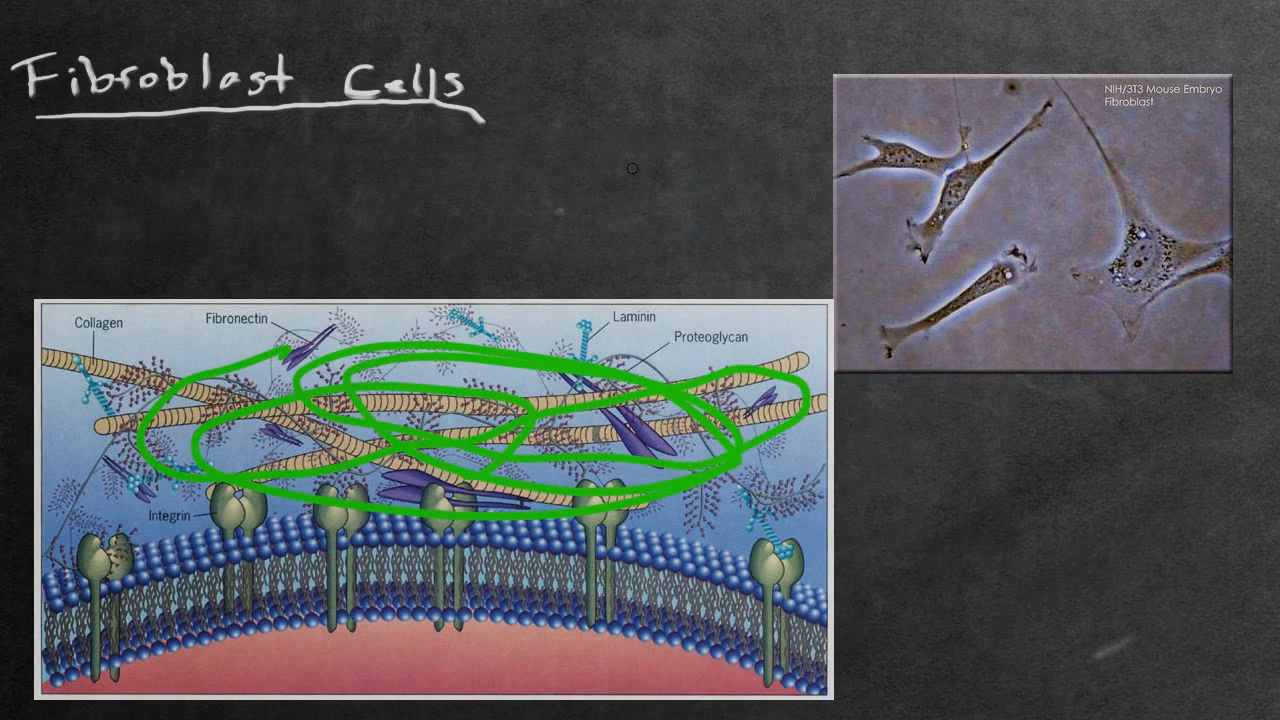 Fibroblast Cells
NIH/3T3 Mouse Embryo
Fibroblast
Collagen
Fibronectin
Laminin
Proteoglycan
Integrin